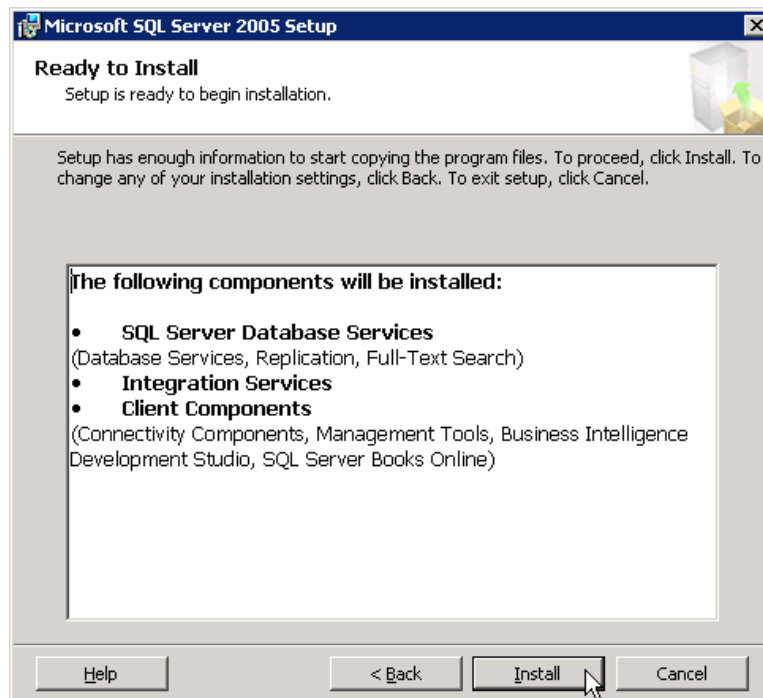 Microsoft SQL Server 2005 Setup
Ready to Install
Setup is ready to begin installation.
Setup has enough information to start copying the program files. To proceed, click Install. To
change any of your installation settings, click Back. To exit setup, click Cancel.
The following components will be installed:
• SQL Server Database Services
(Database Services, Replication, Full-Text Search)
• Integration Services
• Client Components
(Connectivity Components, Management Tools, Business Intelligence
Development Studio, SQL Server Books Online)
Help < Back Install Cancel